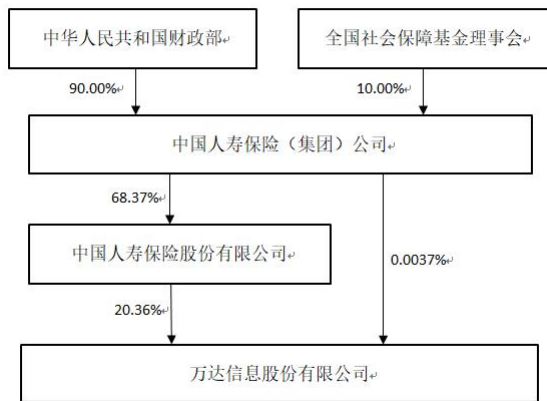 中华人民共和国财政部
全国社会保障基金理事会
90.00%
10.00%
中国人寿保险（集团）公司
68.37%
中国人寿保险股份有限公司
0.0037%
20.36%
万达信息股份有限公司